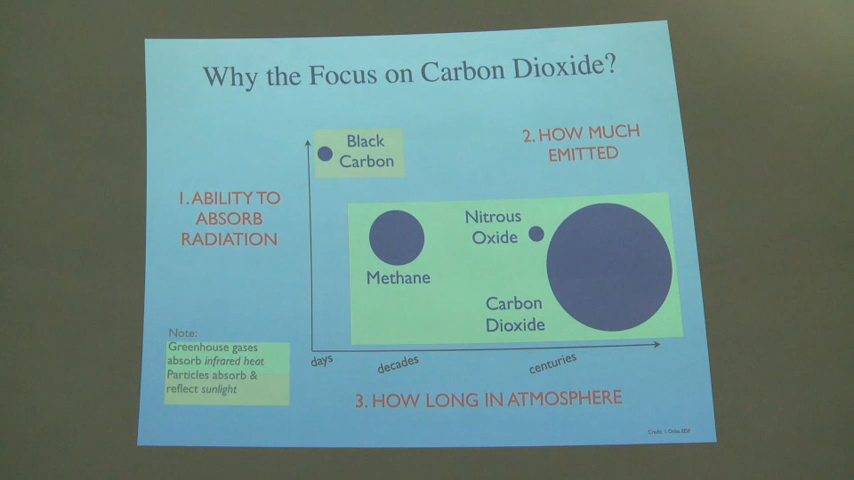 Why the Focus on Carbon Dioxide?
Black
Carbon
2. HOW MUCH
EMITTED
1. ABILITY TO
ABSORB
RADIATION
Nitrous
Oxide
Methane
Carbon
Dioxide
Note:
Greenhouse gases
absorb infrared heat
Particles absorb &
reflect sunlight
days
decades
centuries
3. HOW LONG IN ATMOSPHERE